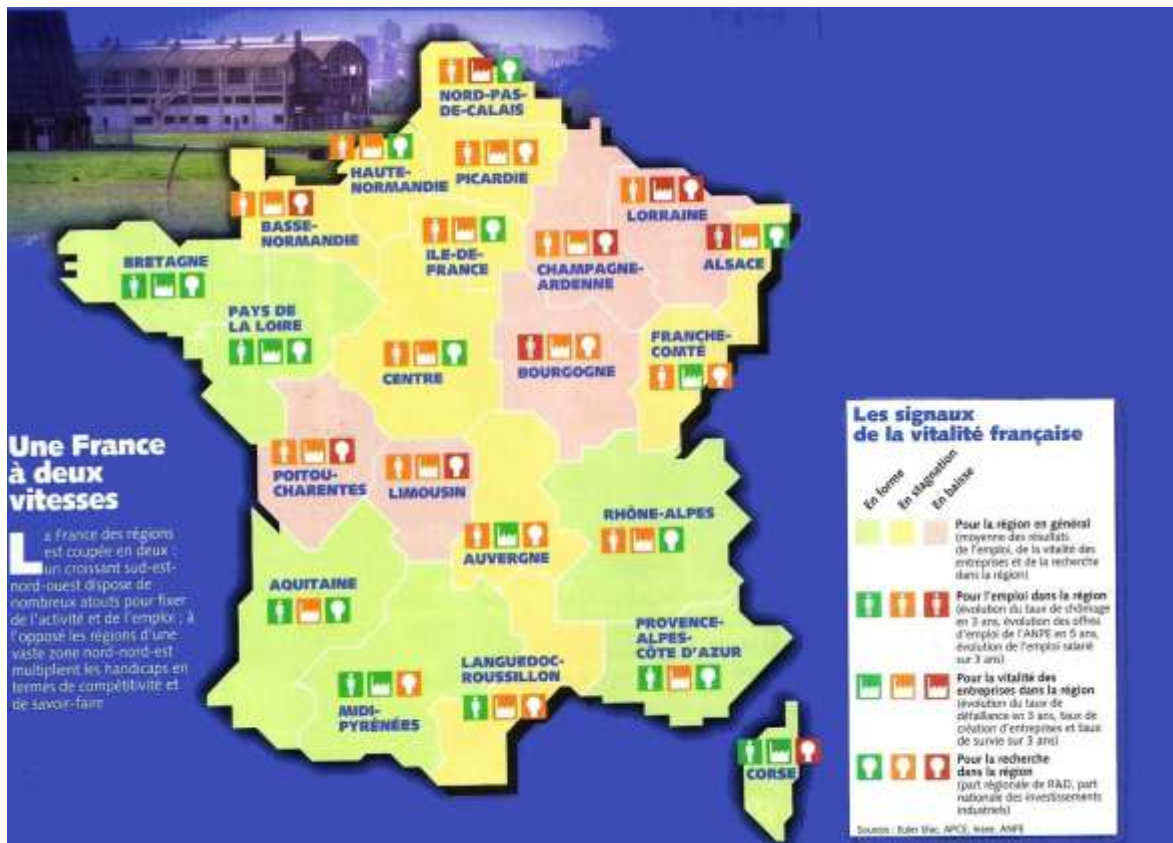 NORD-PAS-
DE-CALAIS
HAUTE-
NORMANDIE
PICARDIE
BASSE-
NORMANDIE
ILE-DE-
FRANCE
LORRAINE
CHAMPAGNE-
ARDENNE
ALSACE
BRETAGNE
PAYS DE
LA LOIRE
CENTRE
BOURGOGNE
FRANCHE-
COMTÉ
POITOU-
CHARENTES
LIMOUSIN
AUVERGNE
RHÔNE-ALPES
AQUITAINE
MIDI-
PYRÉNÉES
LANGUEDOC-
ROUSSILLON
PROVENCE-
ALPES-
CÔTE D'AZUR
CORSE
Une France
à deux
vitesses
La France des régions
est coupée en deux :
un croissant sud-est-
nord-ouest dispose de
nombreux atouts pour fixer
de l'activité et de l'emploi ; à
l'opposé les régions d'une
vaste zone nord-nord-est
multiplient les handicaps en
termes de compétitivité et
de savoir-faire
Les signaux
de la vitalité française
En forme
En stagnation
En baisse
Pour la région en général
(moyenne des résultats
de l'emploi, de la vitalité des
entreprises et de la recherche
dans la région)
Pour l'emploi dans la région
(évolution du taux de chômage
en 3 ans, évolution des offres
d'emploi de l'ANPE en 5 ans,
évolution de l'emploi salarié
sur 3 ans)
Pour la vitalité des
entreprises dans la région
(évolution du taux de
défaillance en 3 ans, taux de
création d'entreprises et taux
de survie sur 3 ans)
Pour la recherche
dans la région
(part régionale de R&D, part
nationale des investissements
industriels)
Sources : Euler Sfac, APCE, Insee, ANPE